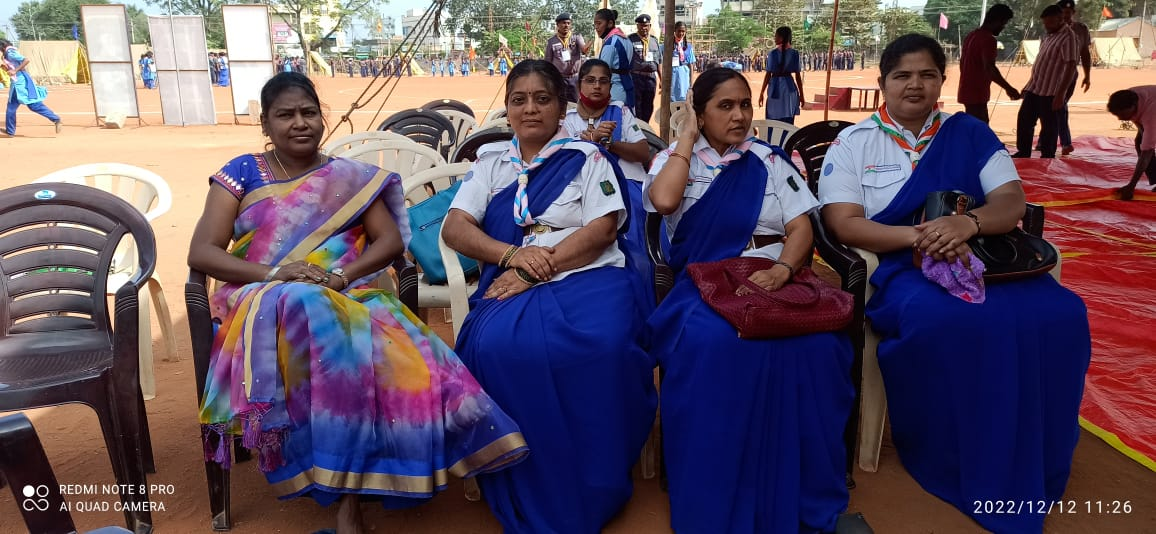 REDMI NOTE 8 PRO
AI QUAD CAMERA
2022/12/12 11:26